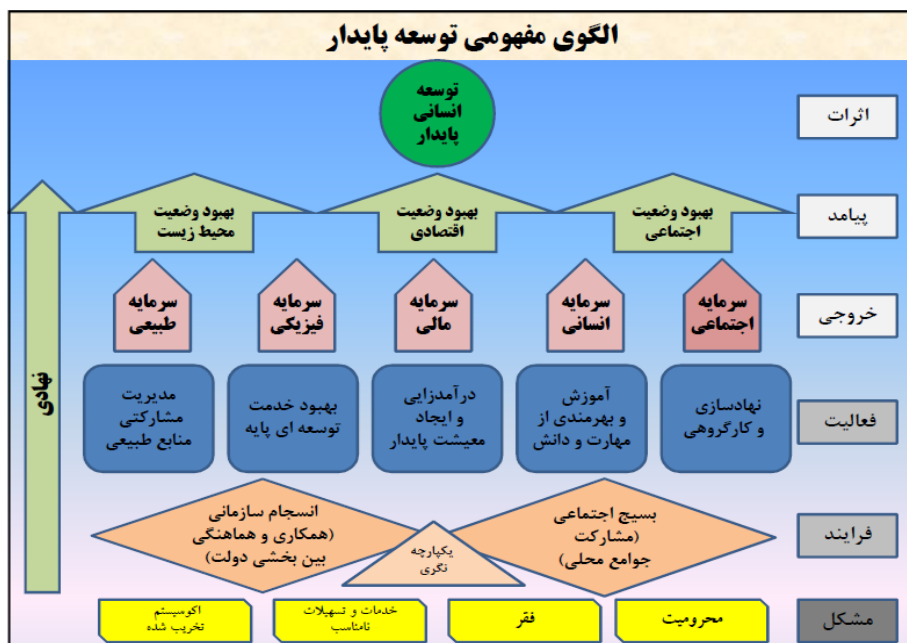 الگوی مفهومی توسعه پایدار
اثرات
توسعه
انسانی
پایدار
پیامد
بهبود وضعیت
اجتماعی
بهبود وضعیت
اقتصادی
بهبود وضعیت
محیط زیست
خروجی
سرمایه
اجتماعی
سرمایه
انسانی
سرمایه
مالی
سرمایه
فیزیکی
سرمایه
طبیعی
نهادی
فعالیت
نهادسازی
و کارگروهی
آموزش
و بهرمندی از
مهارت و دانش
درآمدزایی
و ایجاد
معیشت پایدار
بهبود خدمت
توسعه ای پایه
مدیریت
مشارکتی
منابع طبیعی
فرایند
بسیج اجتماعی
(مشارکت
جوامع محلی)
یکپارچه
نگری
انسجام سازمانی
(همکاری و هماهنگی
بین بخشی دولت)
مشکل
محرومیت
فقر
خدمات و تسهیلات
نامناسب
اکوسیستم
تخریب شده